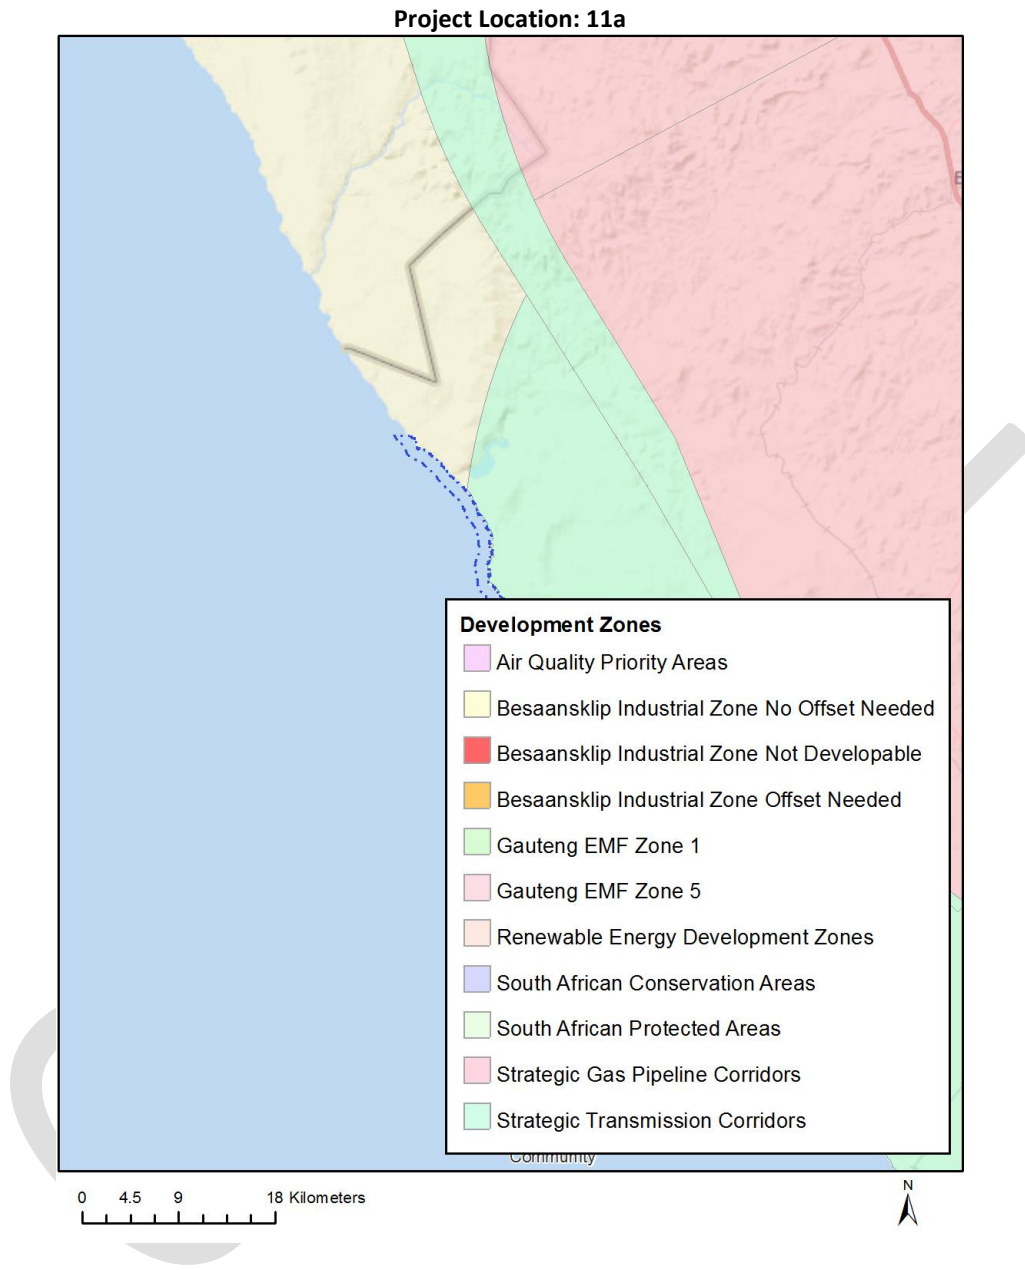 Project Location: 11a
E
Development Zones
Air Quality Priority Areas
Besaansklip Industrial Zone No Offset Needed
Besaansklip Industrial Zone Not Developable
Besaansklip Industrial Zone Offset Needed
Gauteng EMF Zone 1
Gauteng EMF Zone 5
Renewable Energy Development Zones
South African Conservation Areas
South African Protected Areas
Strategic Gas Pipeline Corridors
Strategic Transmission Corridors
Community
0 4.5 9 18 Kilometers
N